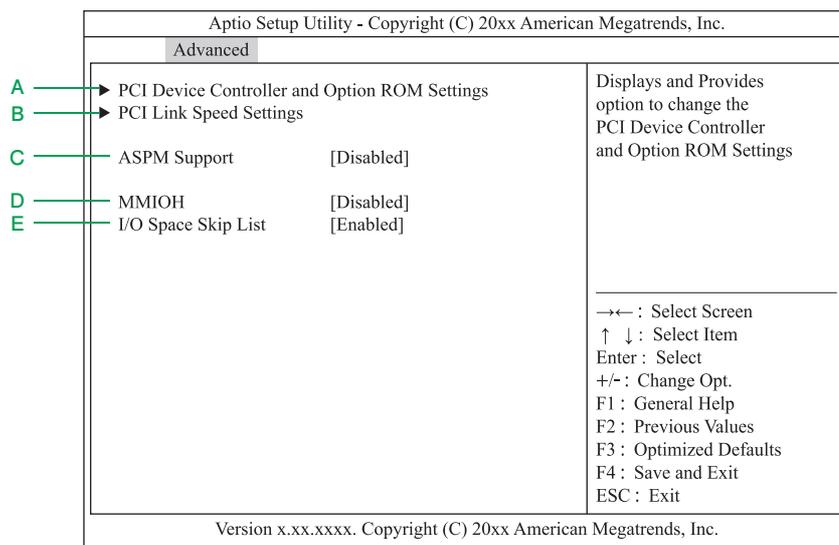 Aptio Setup Utility - Copyright (C) 20xx American Megatrends, Inc.
Advanced
A ▶ PCI Device Controller and Option ROM Settings
B ▶ PCI Link Speed Settings
C ASPM Support [Disabled]
D MMIOH [Disabled]
E I/O Space Skip List [Enabled]
Displays and Provides
option to change the
PCI Device Controller
and Option ROM Settings
→←: Select Screen
↑ ↓: Select Item
Enter : Select
+/-: Change Opt.
F1 : General Help
F2 : Previous Values
F3 : Optimized Defaults
F4 : Save and Exit
ESC : Exit
Version x.xx.xxxx. Copyright (C) 20xx American Megatrends, Inc.